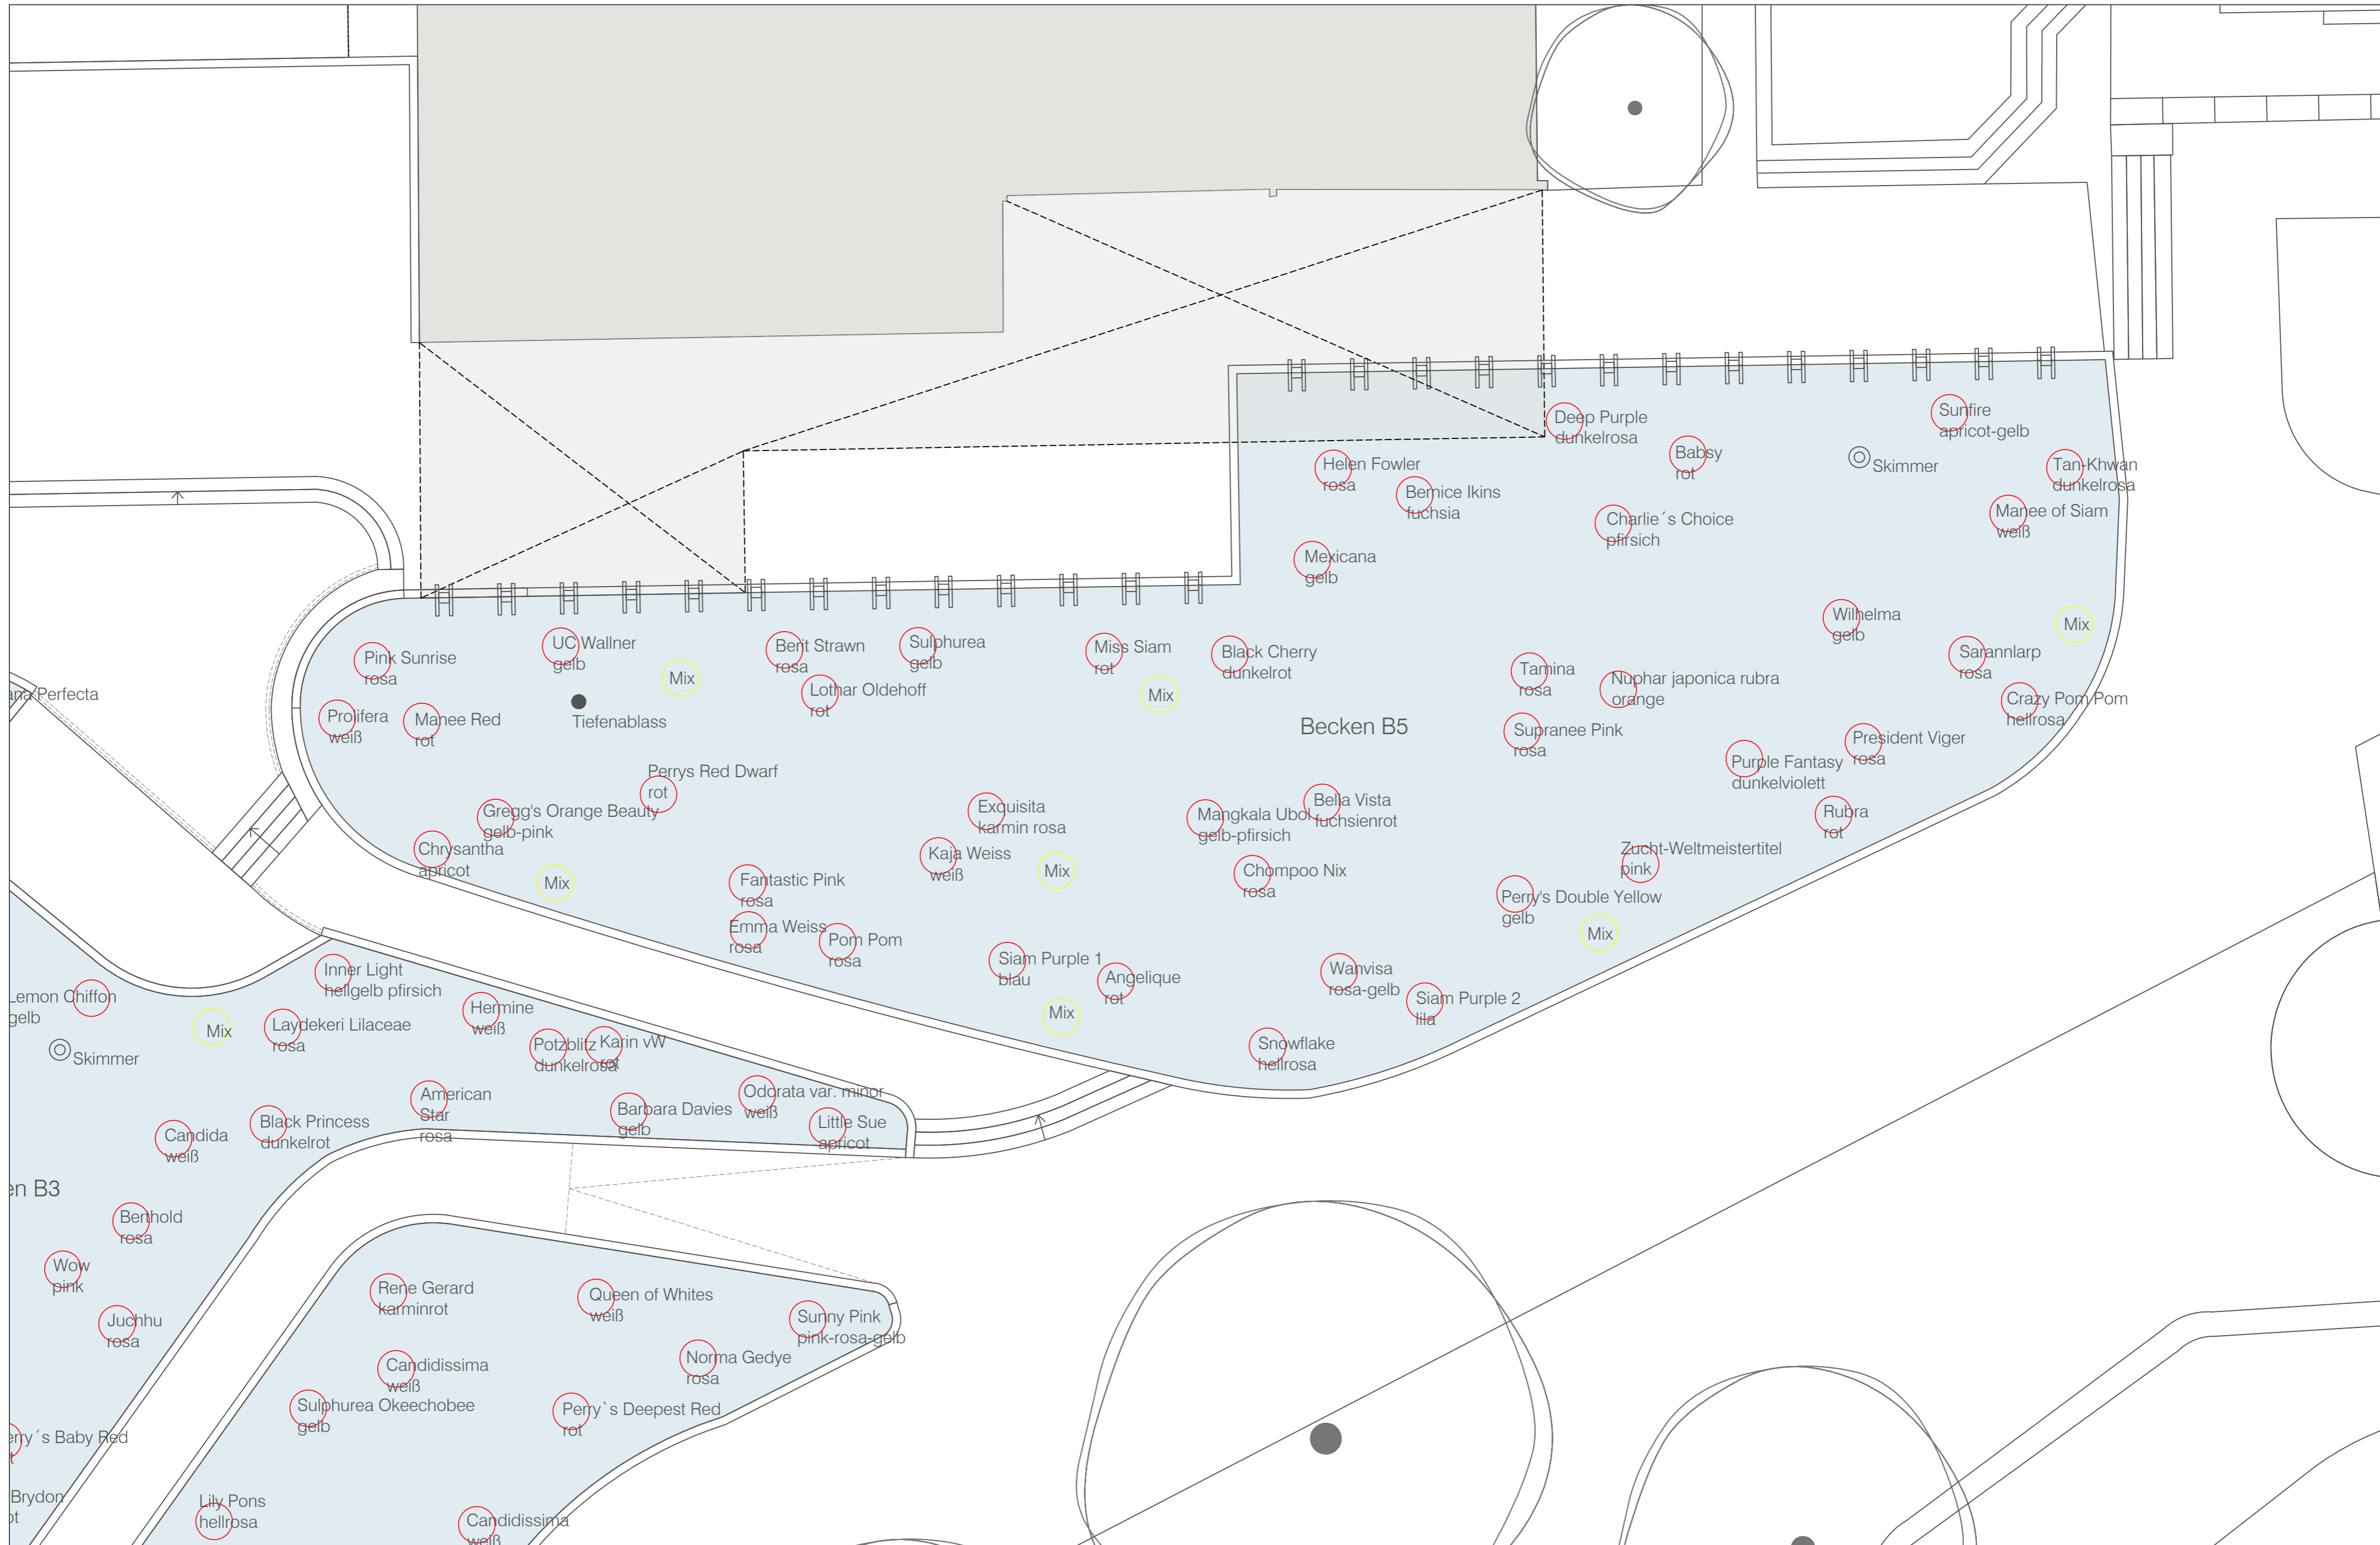 Deep Purple
dunkelrosa
Sunfire
apricot-gelb
Helen Fowler
rosa
Babsy
rot
Skimmer
Tan-Khwan
dunkelrosa
Bernice Ikins
fuchsia
Charlie´s Choice
pfirsich
Manee of Siam
weiß
Mexicana
gelb
Wilhelma
gelb
Mix
Pink Sunrise
rosa
UC Wallner
gelb
Mix
Berit Strawn
rosa
Sulphurea
gelb
Miss Siam
rot
Black Cherry
dunkelrot
Sarannlarp
rosa
Tamina
rosa
Nuphar japonica rubra
orange
Lothar Oldehoff
rot
Mix
Crazy Pom Pom
hellrosa
Prolifera
weiß
Manee Red
rot
Tiefenablass
Becken B5
Supranee Pink
rosa
President Viger
rosa
Purple Fantasy
dunkelviolett
Perrys Red Dwarf
rot
Gregg's Orange Beauty
gelb-pink
Exquisita
karmin rosa
Mangkala Ubol
gelb-pfirsich
Bella Vista
fuchsienrot
Rubra
rot
Chrysantha
apricot
Kaja Weiss
weiß
Zucht-Weltmeistertitel
pink
Mix
Fantastic Pink
rosa
Mix
Chompoo Nix
rosa
Perry's Double Yellow
gelb
Mix
Emma Weiss
rosa
Pom Pom
rosa
Siam Purple 1
blau
Angelique
rot
Wanvisa
rosa-gelb
Siam Purple 2
lila
Mix
Snowflake
hellrosa
Perfecta
Inner Light
hellgelb pfirsich
Lemon Chiffon
gelb
Mix
Laydekeri Lilaceae
rosa
Hermine
weiß
Skimmer
Potzblitz
dunkelrosa
Karin vW
rot
American
Star
rosa
Odorata var. minor
weiß
Barbara Davies
gelb
Little Sue
apricot
Black Princess
dunkelrot
Candida
weiß
en B3
Berthold
rosa
Wow
pink
Juchhu
rosa
Rene Gerard
karminrot
Queen of Whites
weiß
Sunny Pink
pink-rosa-gelb
Norma Gedye
rosa
Candidissima
weiß
Sulphurea Okeechobee
gelb
Perry`s Deepest Red
rot
erry´s Baby Red
Brydon
Lily Pons
hellrosa
Candidissima
weiß